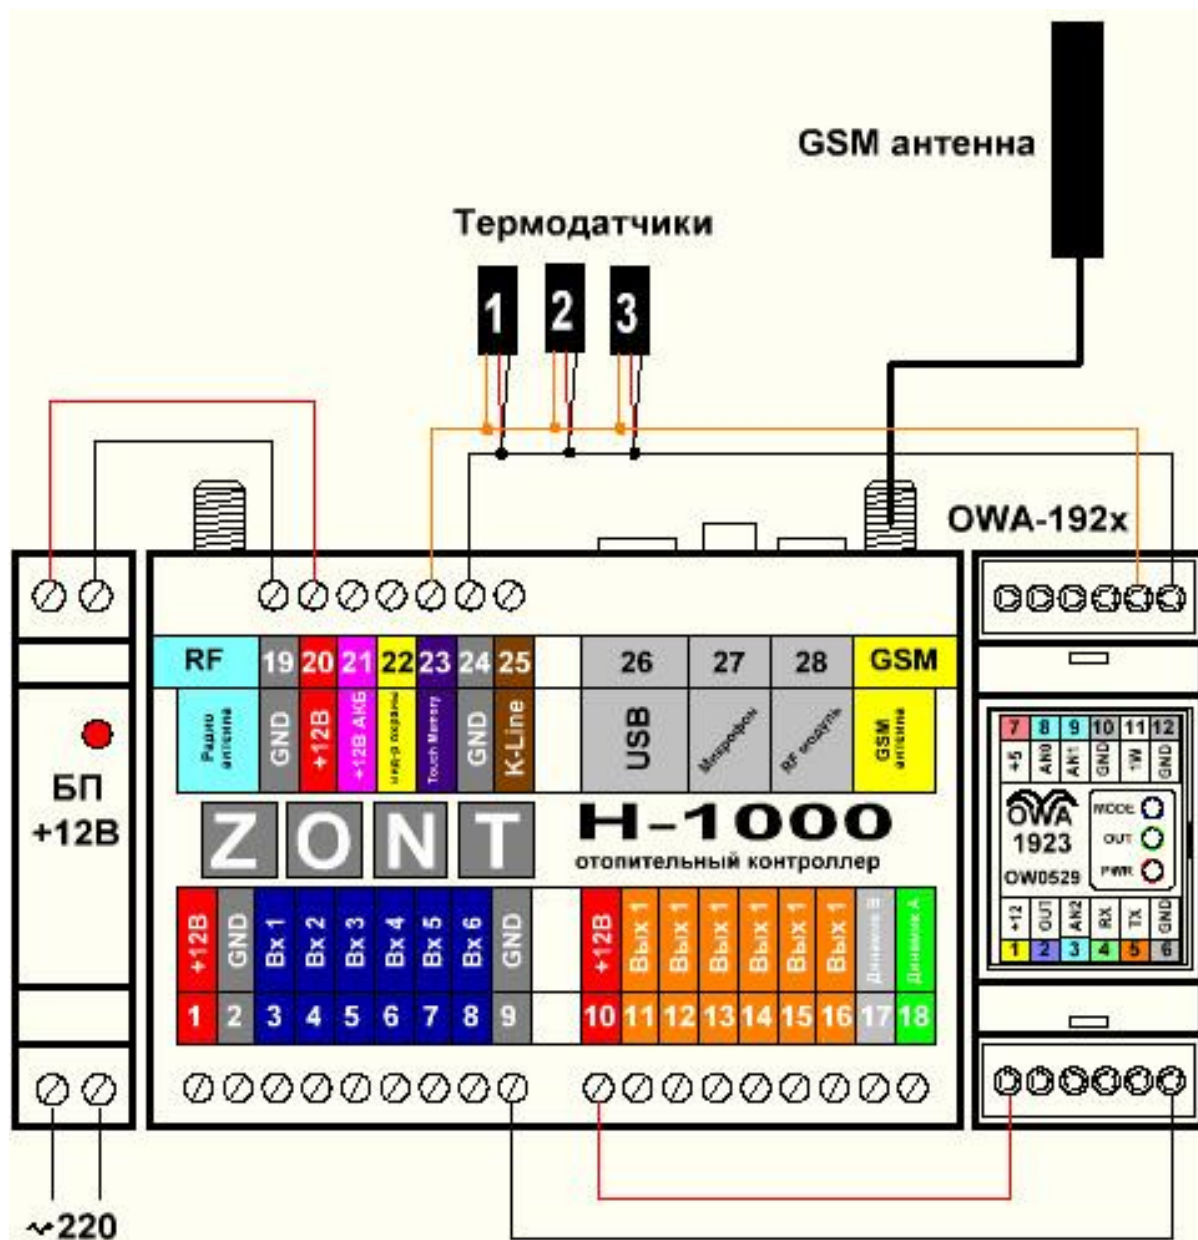 GSM антенна
Термодатчики
1 2 3
OWA-192x
RF 19 20 21 22 23 24 25 26 27 28 GSM
Радио антенна
GND
+12В
+12В АКБ
инд-р охраны
Touch Memory
GND
K-Line
USB
Микрофон
RF модуль
GSM антенна
БП
+12В
ZONT
H-1000
отопительный контроллер
+12В
GND
Вх 1
Вх 2
Вх 3
Вх 4
Вх 5
Вх 6
GND
+12В
Вых 1
Вых 1
Вых 1
Вых 1
Вых 1
Вых 1
Динамик В
Динамик А
1 2 3 4 5 6 7 8 9 10 11 12 13 14 15 16 17 18
7 8 9 10 11 12
+5
AN0
AN1
GND
1W
GND
OWA
1923
OW0529
MODE
OUT
PWR
+12
OUT
AN2
RX
TX
GND
1 2 3 4 5 6
~220